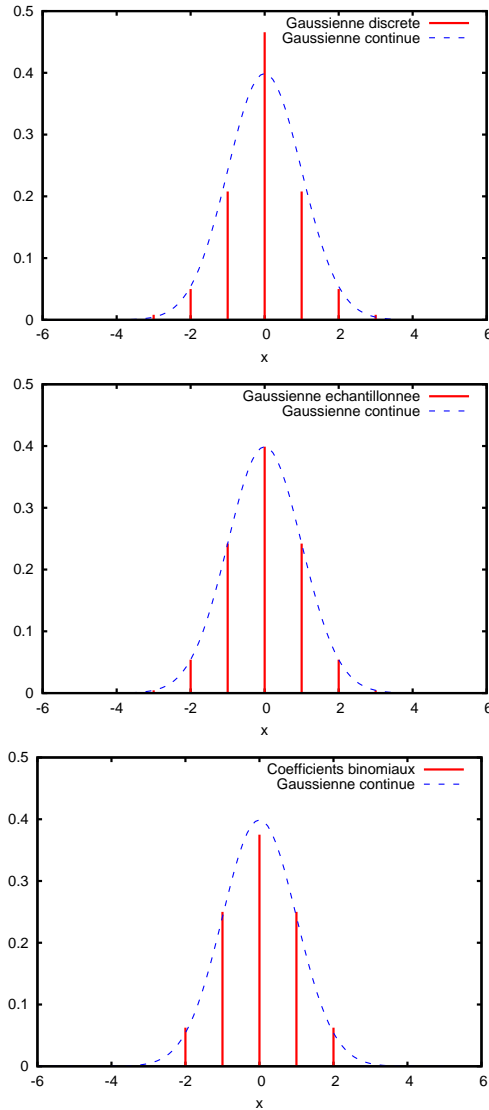 Gaussienne discrete
Gaussienne continue
0.5
0.4
0.3
0.2
0.1
0
-6 -4 -2 0 2 4 6
x
Gaussienne echantillonnee
Gaussienne continue
0.5
0.4
0.3
0.2
0.1
0
-6 -4 -2 0 2 4 6
x
Coefficients binomiaux
Gaussienne continue
0.5
0.4
0.3
0.2
0.1
0
-6 -4 -2 0 2 4 6
x